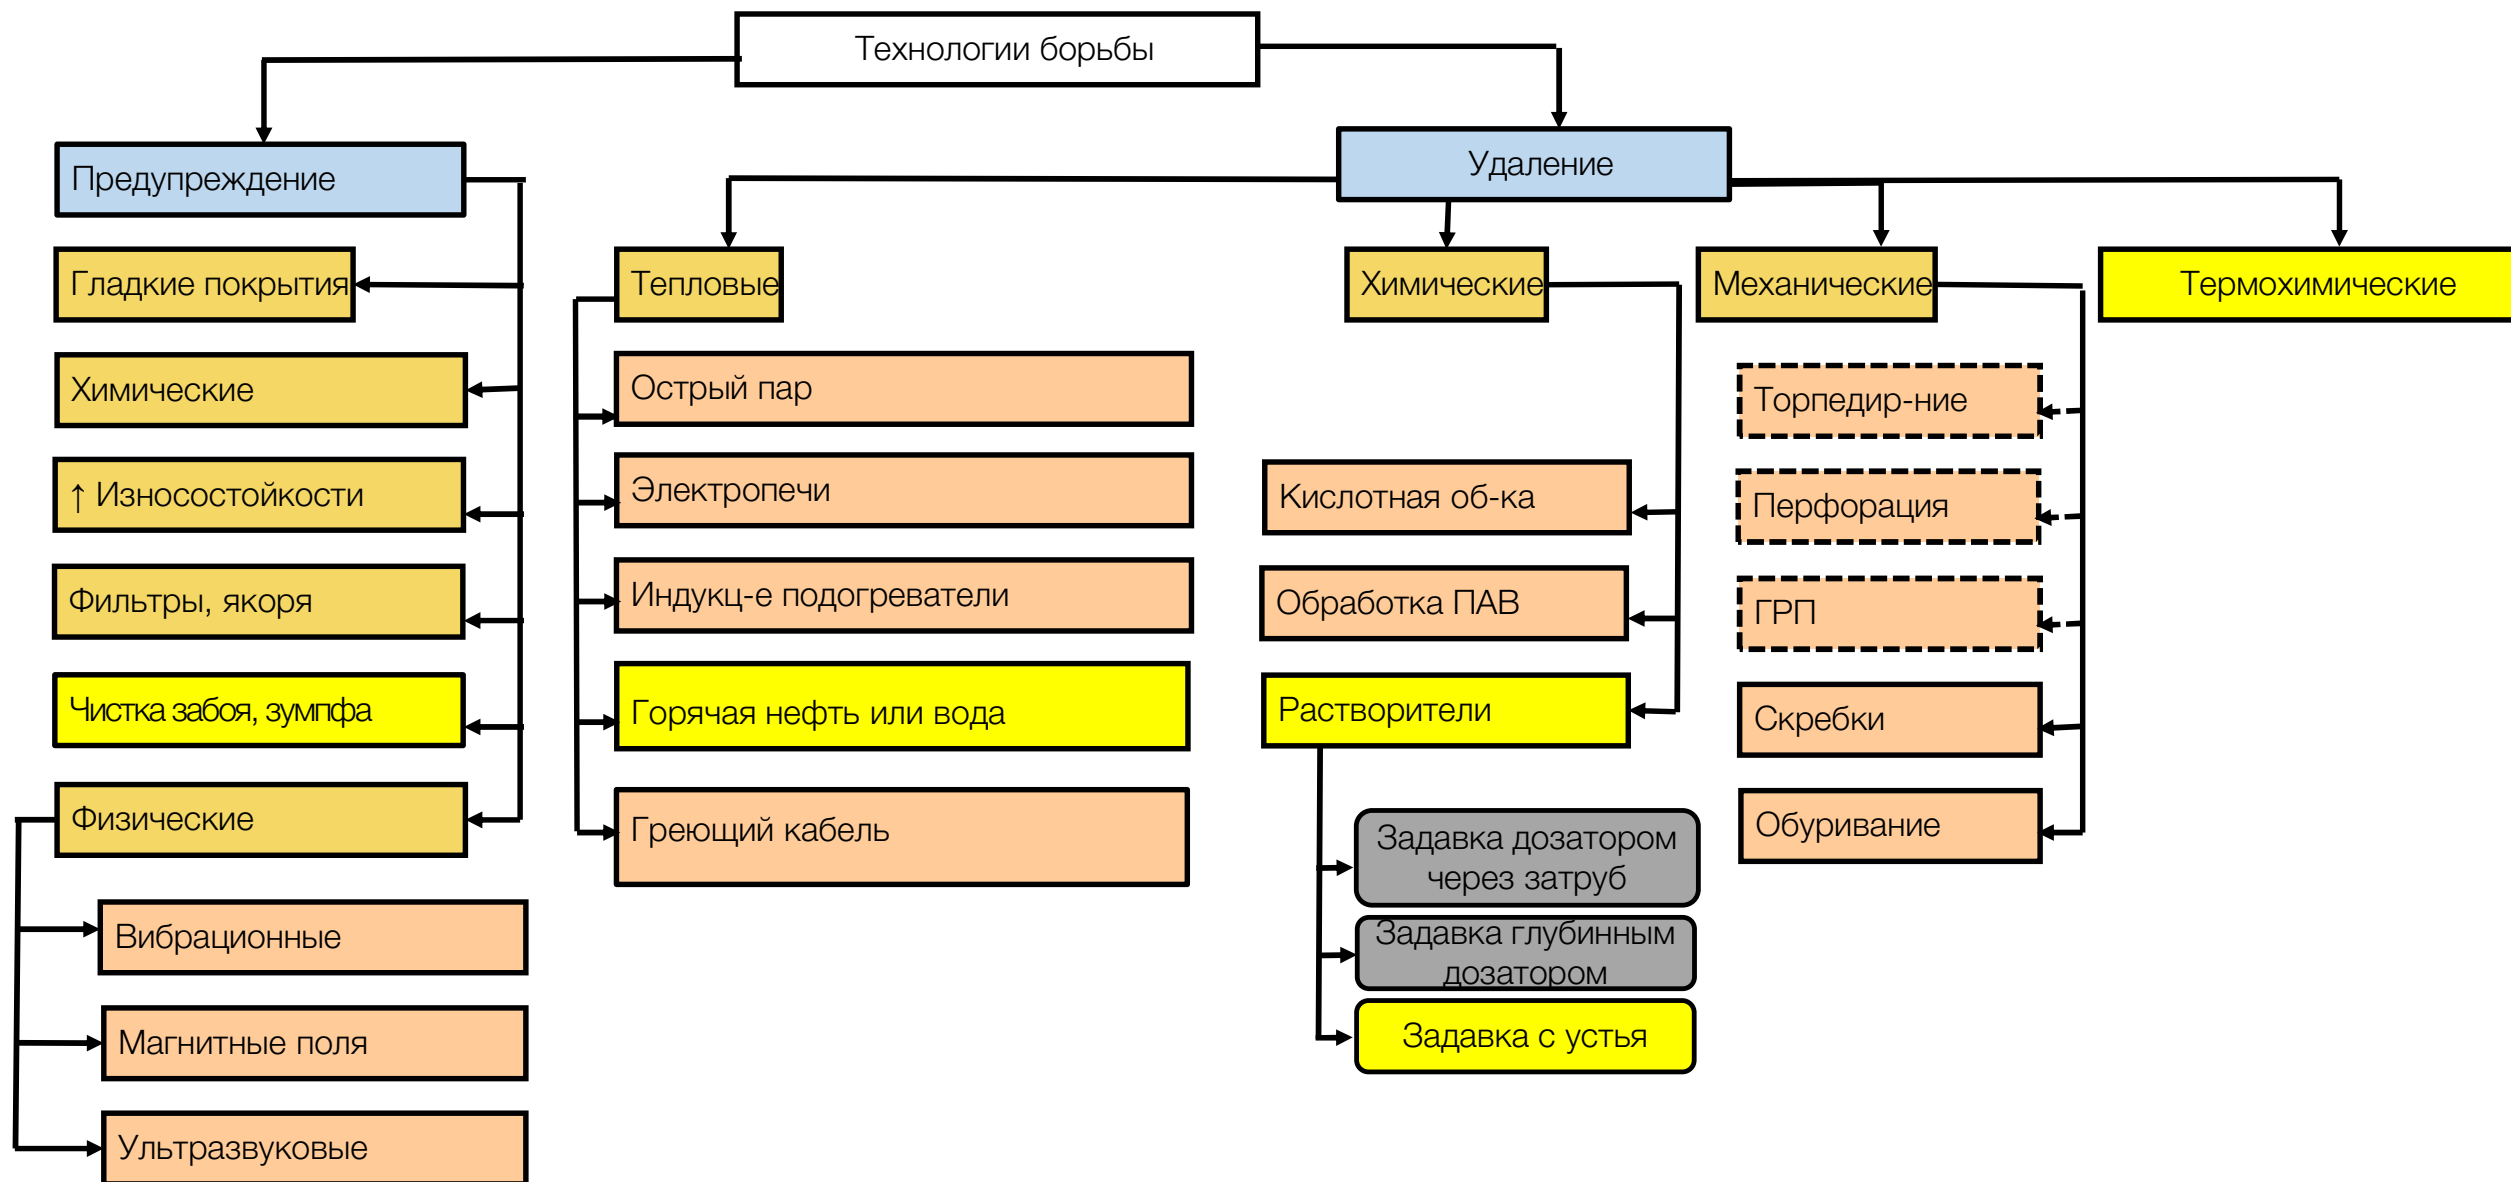 Технологии борьбы
Предупреждение
Удаление
Гладкие покрытия
Химические
↑ Износостойкости
Фильтры, якоря
Чистка забоя, зумпфа
Физические
Вибрационные
Магнитные поля
Ультразвуковые
Тепловые
Острый пар
Электропечи
Индукц-е подогреватели
Горячая нефть или вода
Греющий кабель
Химические
Кислотная об-ка
Обработка ПАВ
Растворители
Задавка дозатором
через затруб
Задавка глубинным
дозатором
Задавка с устья
Механические
Торпедир-ние
Перфорация
ГРП
Скребки
Обуривание
Термохимические